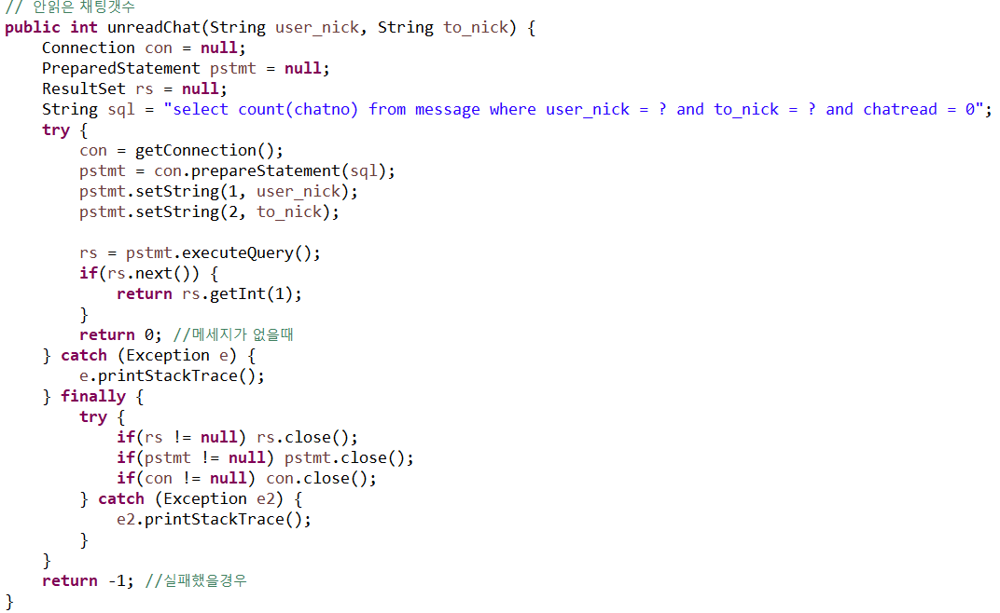 // 안읽은 채팅갯수
public int unreadChat(String user_nick, String to_nick) {
    Connection con = null;
    PreparedStatement pstmt = null;
    ResultSet rs = null;
    String sql = "select count(chatno) from message where user_nick = ? and to_nick = ? and chatread = 0";
    try {
        con = getConnection();
        pstmt = con.prepareStatement(sql);
        pstmt.setString(1, user_nick);
        pstmt.setString(2, to_nick);

        rs = pstmt.executeQuery();
        if(rs.next()) {
            return rs.getInt(1);
        }
        return 0; //메세지가 없을때
    } catch (Exception e) {
        e.printStackTrace();
    } finally {
        try {
            if(rs != null) rs.close();
            if(pstmt != null) pstmt.close();
            if(con != null) con.close();
        } catch (Exception e2) {
            e2.printStackTrace();
        }
    }
    return -1; //실패했을경우
}